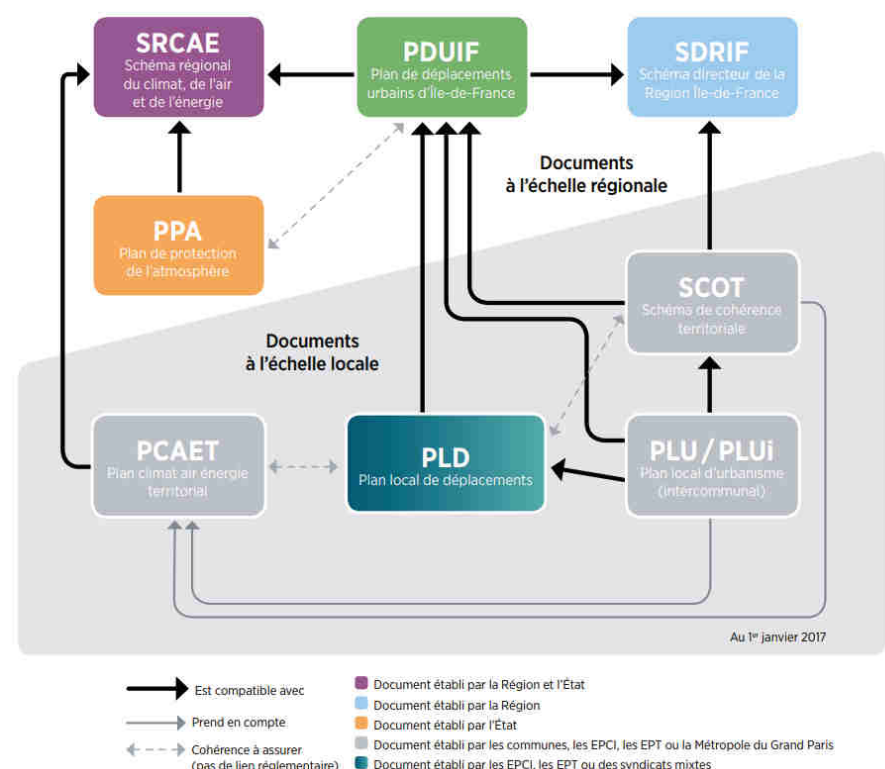 SRCAE
Schéma régional
du climat, de l'air
et de l'énergie
PDUIF
Plan de déplacements
urbains d'Île-de-France
SDRIF
Schéma directeur de la
Région Île-de-France
Documents
à l'échelle régionale
PPA
Plan de protection
de l'atmosphère
SCOT
Schéma de cohérence
territoriale
Documents
à l'échelle locale
PCAET
Plan climat air énergie
territorial
PLD
Plan local de déplacements
PLU / PLUi
Plan local d'urbanisme
(intercommunal)
Au 1er janvier 2017
Est compatible avec
Prend en compte
Cohérence à assurer
(pas de lien réglementaire)
Document établi par la Région et l'État
Document établi par la Région
Document établi par l'État
Document établi par les communes, les EPCI, les EPT ou la Métropole du Grand Paris
Document établi par les EPCI, les EPT ou des syndicats mixtes